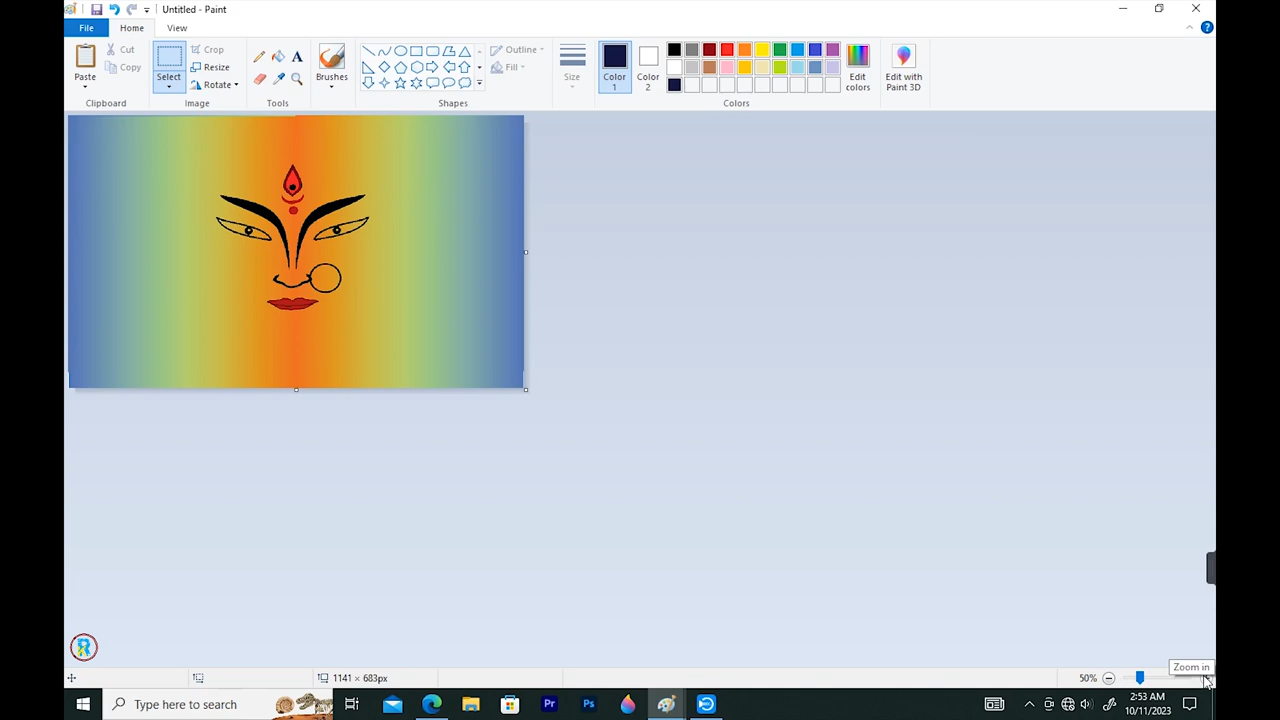 Untitled - Paint
File Home View
Cut Crop Outline
Copy Resize Fill
Paste Select Rotate Brushes Size Color 1 Color 2 Edit colors Edit with Paint 3D
Clipboard Image Tools Shapes Colors
R
1141 × 683px 50% Zoom in
Type here to search Pr Ps 2:53 AM
10/11/2023